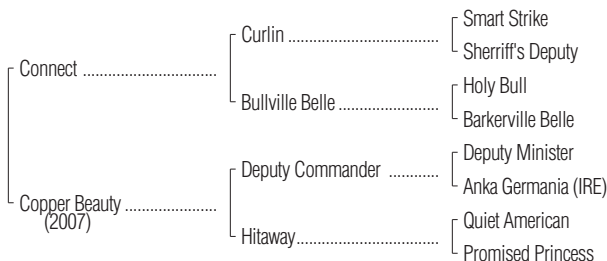 Smart Strike
Curlin ........................................
Sherriff's Deputy
Connect ...................................
Holy Bull
Bullville Belle ...........................
Barkerville Belle
Deputy Minister
Deputy Commander .............
Anka Germania (IRE)
Copper Beauty .......................
(2007)
Quiet American
Hitaway.....................................
Promised Princess